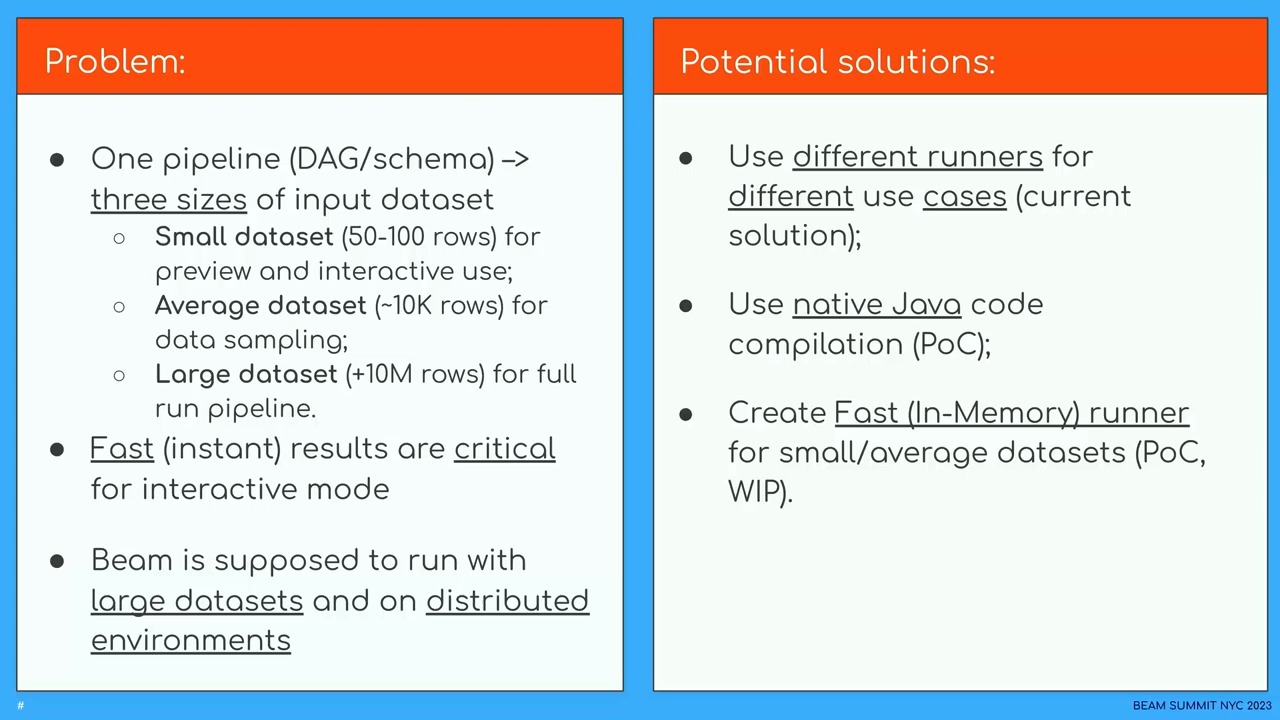 Problem:
● One pipeline (DAG/schema) –>
three sizes of input dataset
○ Small dataset (50-100 rows) for
preview and interactive use;
○ Average dataset (~10K rows) for
data sampling;
○ Large dataset (+10M rows) for full
run pipeline.
● Fast (instant) results are critical
for interactive mode
● Beam is supposed to run with
large datasets and on distributed
environments
Potential solutions:
● Use different runners for
different use cases (current
solution);
● Use native Java code
compilation (PoC);
● Create Fast (In-Memory) runner
for small/average datasets (PoC,
WIP).
#
BEAM SUMMIT NYC 2023